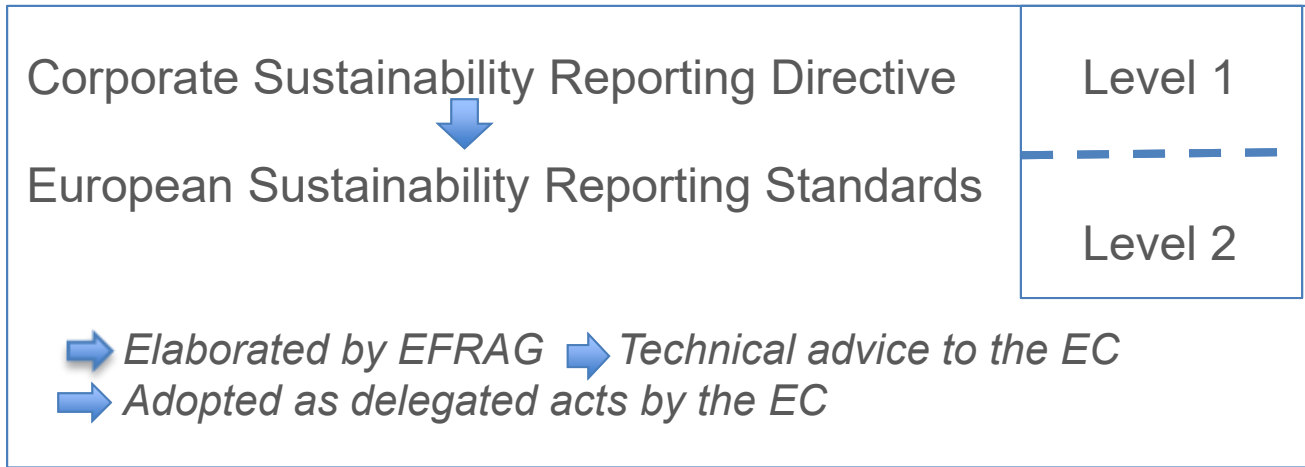 Corporate Sustainability Reporting Directive
Level 1
European Sustainability Reporting Standards
Level 2
Elaborated by EFRAG Technical advice to the EC
Adopted as delegated acts by the EC